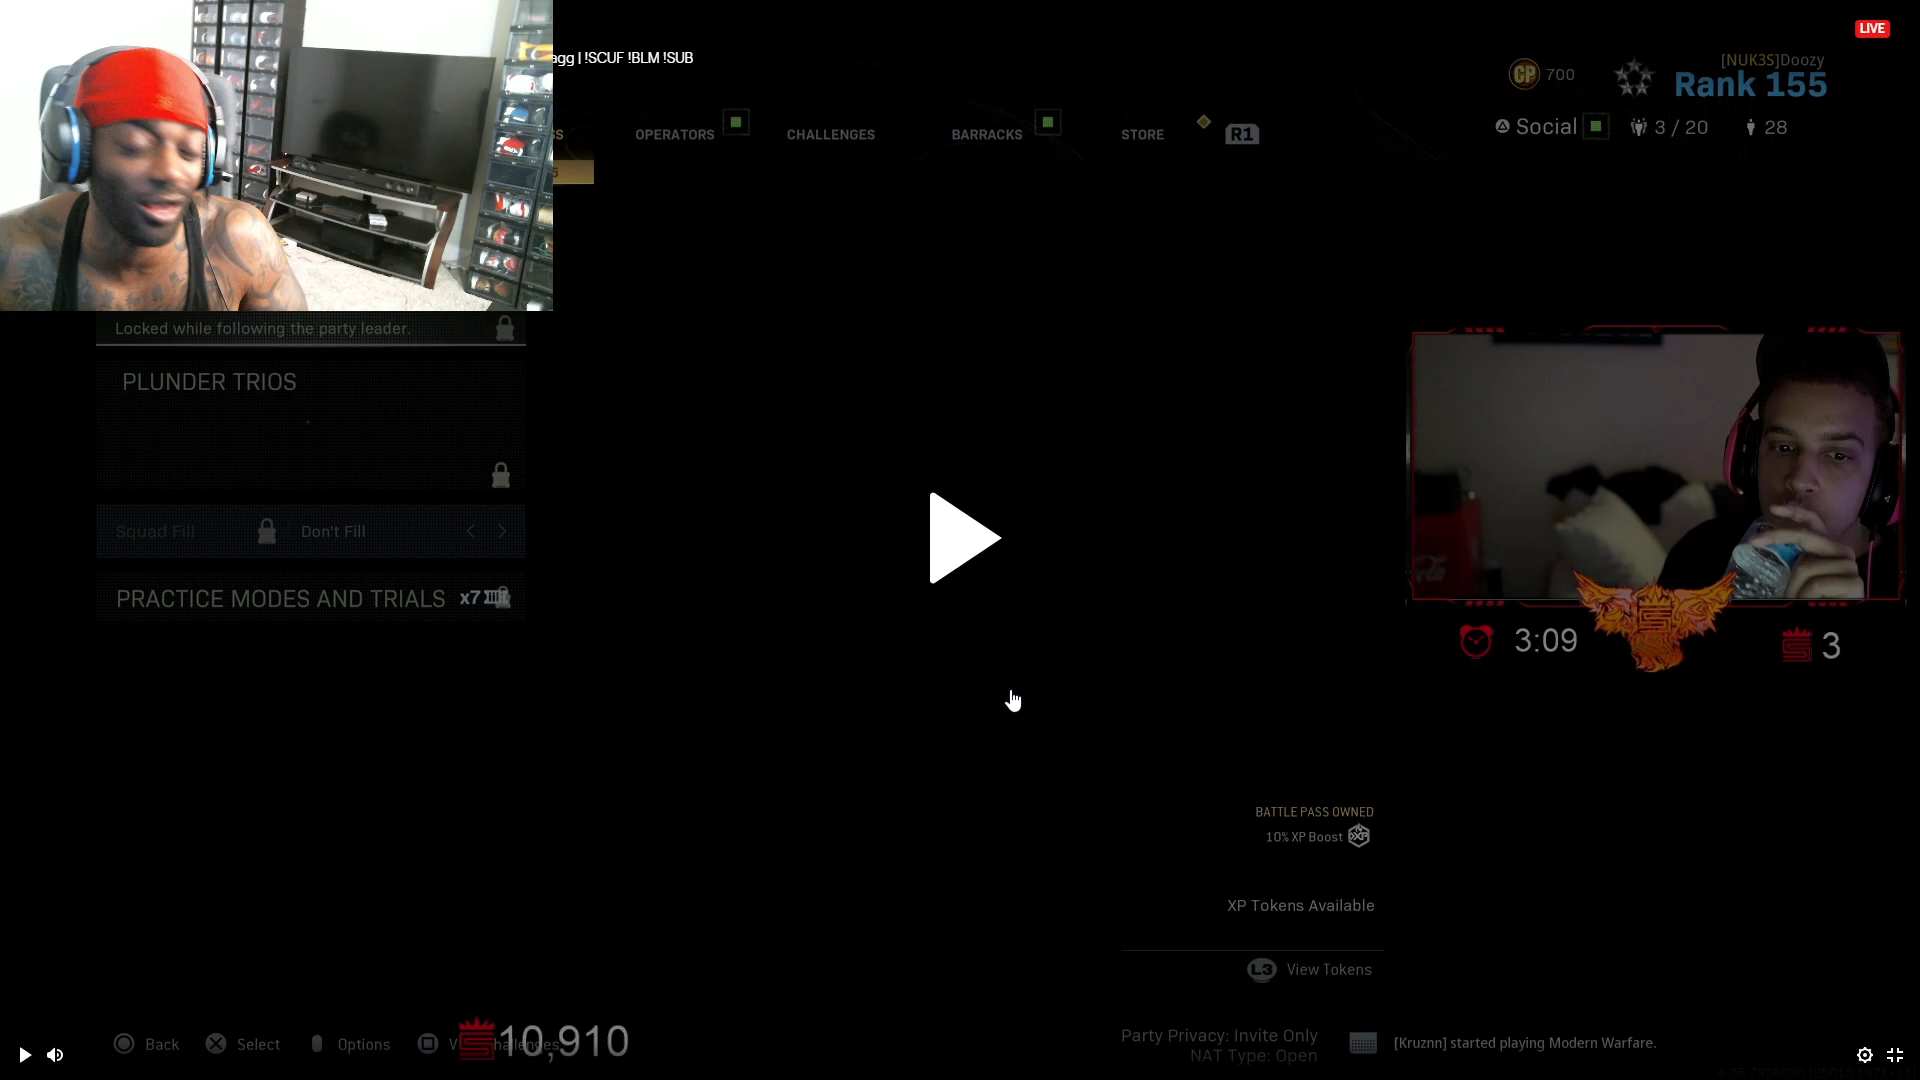 LIVE
agg | !SCUF !BLM !SUB
CP 700
[NUK3S]Doozy
Rank 155
OPERATORS
CHALLENGES
BARRACKS
STORE
R1
Social 3 / 20 28
Locked while following the party leader.
PLUNDER TRIOS
Squad Fill Don't Fill
PRACTICE MODES AND TRIALS x7
3:09
3
BATTLE PASS OWNED
10% XP Boost
XP Tokens Available
L3 View Tokens
Back Select Options
10,910
Party Privacy: Invite Only
NAT Type: Open
[Kruznn] started playing Modern Warfare.